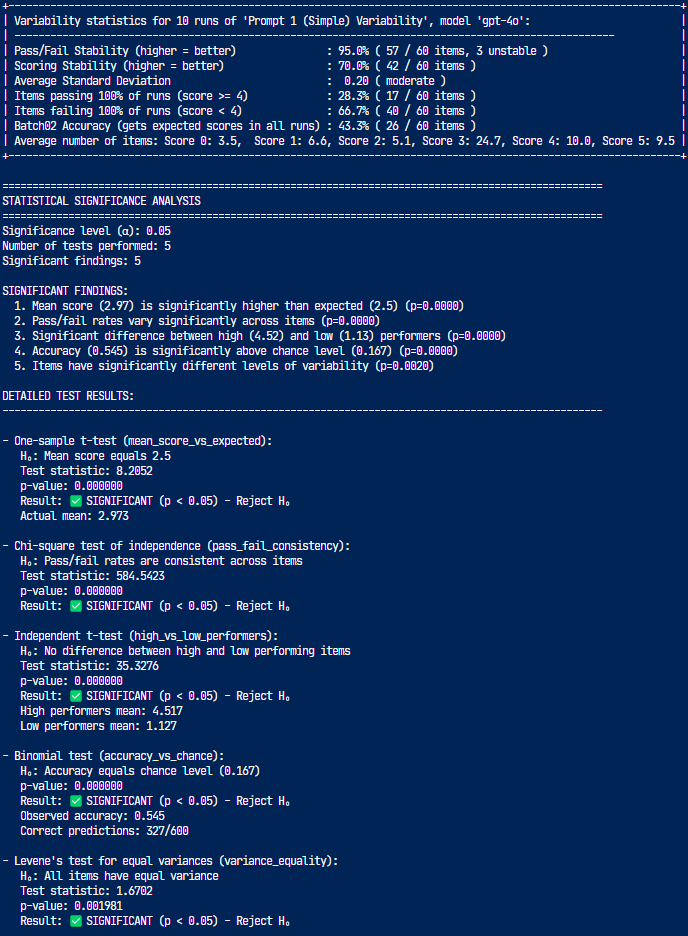 Variability statistics for 10 runs of 'Prompt 1 (Simple) Variability', model 'gpt-4o':
Pass/Fail Stability (higher = better) : 95.0% ( 57 / 60 items, 3 unstable )
Scoring Stability (higher = better) : 70.0% ( 42 / 60 items )
Average Standard Deviation : 0.20 ( moderate )
Items passing 100% of runs (score >= 4) : 28.3% ( 17 / 60 items )
Items failing 100% of runs (score < 4) : 66.7% ( 40 / 60 items )
Batch02 Accuracy (gets expected scores in all runs) : 43.3% ( 26 / 60 items )
Average number of items: Score 0: 3.5, Score 1: 6.6, Score 2: 5.1, Score 3: 24.7, Score 4: 10.0, Score 5: 9.5
STATISTICAL SIGNIFICANCE ANALYSIS
Significance level (α): 0.05
Number of tests performed: 5
Significant findings: 5
SIGNIFICANT FINDINGS:
1. Mean score (2.97) is significantly higher than expected (2.5) (p=0.0000)
2. Pass/fail rates vary significantly across items (p=0.0000)
3. Significant difference between high (4.52) and low (1.13) performers (p=0.0000)
4. Accuracy (0.545) is significantly above chance level (0.167) (p=0.0000)
5. Items have significantly different levels of variability (p=0.0020)
DETAILED TEST RESULTS:
- One-sample t-test (mean_score_vs_expected):
H₀: Mean score equals 2.5
Test statistic: 8.2052
p-value: 0.000000
Result: ✅ SIGNIFICANT (p < 0.05) - Reject H₀
Actual mean: 2.973
- Chi-square test of independence (pass_fail_consistency):
H₀: Pass/fail rates are consistent across items
Test statistic: 584.5423
p-value: 0.000000
Result: ✅ SIGNIFICANT (p < 0.05) - Reject H₀
- Independent t-test (high_vs_low_performers):
H₀: No difference between high and low performing items
Test statistic: 35.3276
p-value: 0.000000
Result: ✅ SIGNIFICANT (p < 0.05) - Reject H₀
High performers mean: 4.517
Low performers mean: 1.127
- Binomial test (accuracy_vs_chance):
H₀: Accuracy equals chance level (0.167)
p-value: 0.000000
Result: ✅ SIGNIFICANT (p < 0.05) - Reject H₀
Observed accuracy: 0.545
Correct predictions: 327/600
- Levene's test for equal variances (variance_equality):
H₀: All items have equal variance
Test statistic: 1.6702
p-value: 0.001981
Result: ✅ SIGNIFICANT (p < 0.05) - Reject H₀